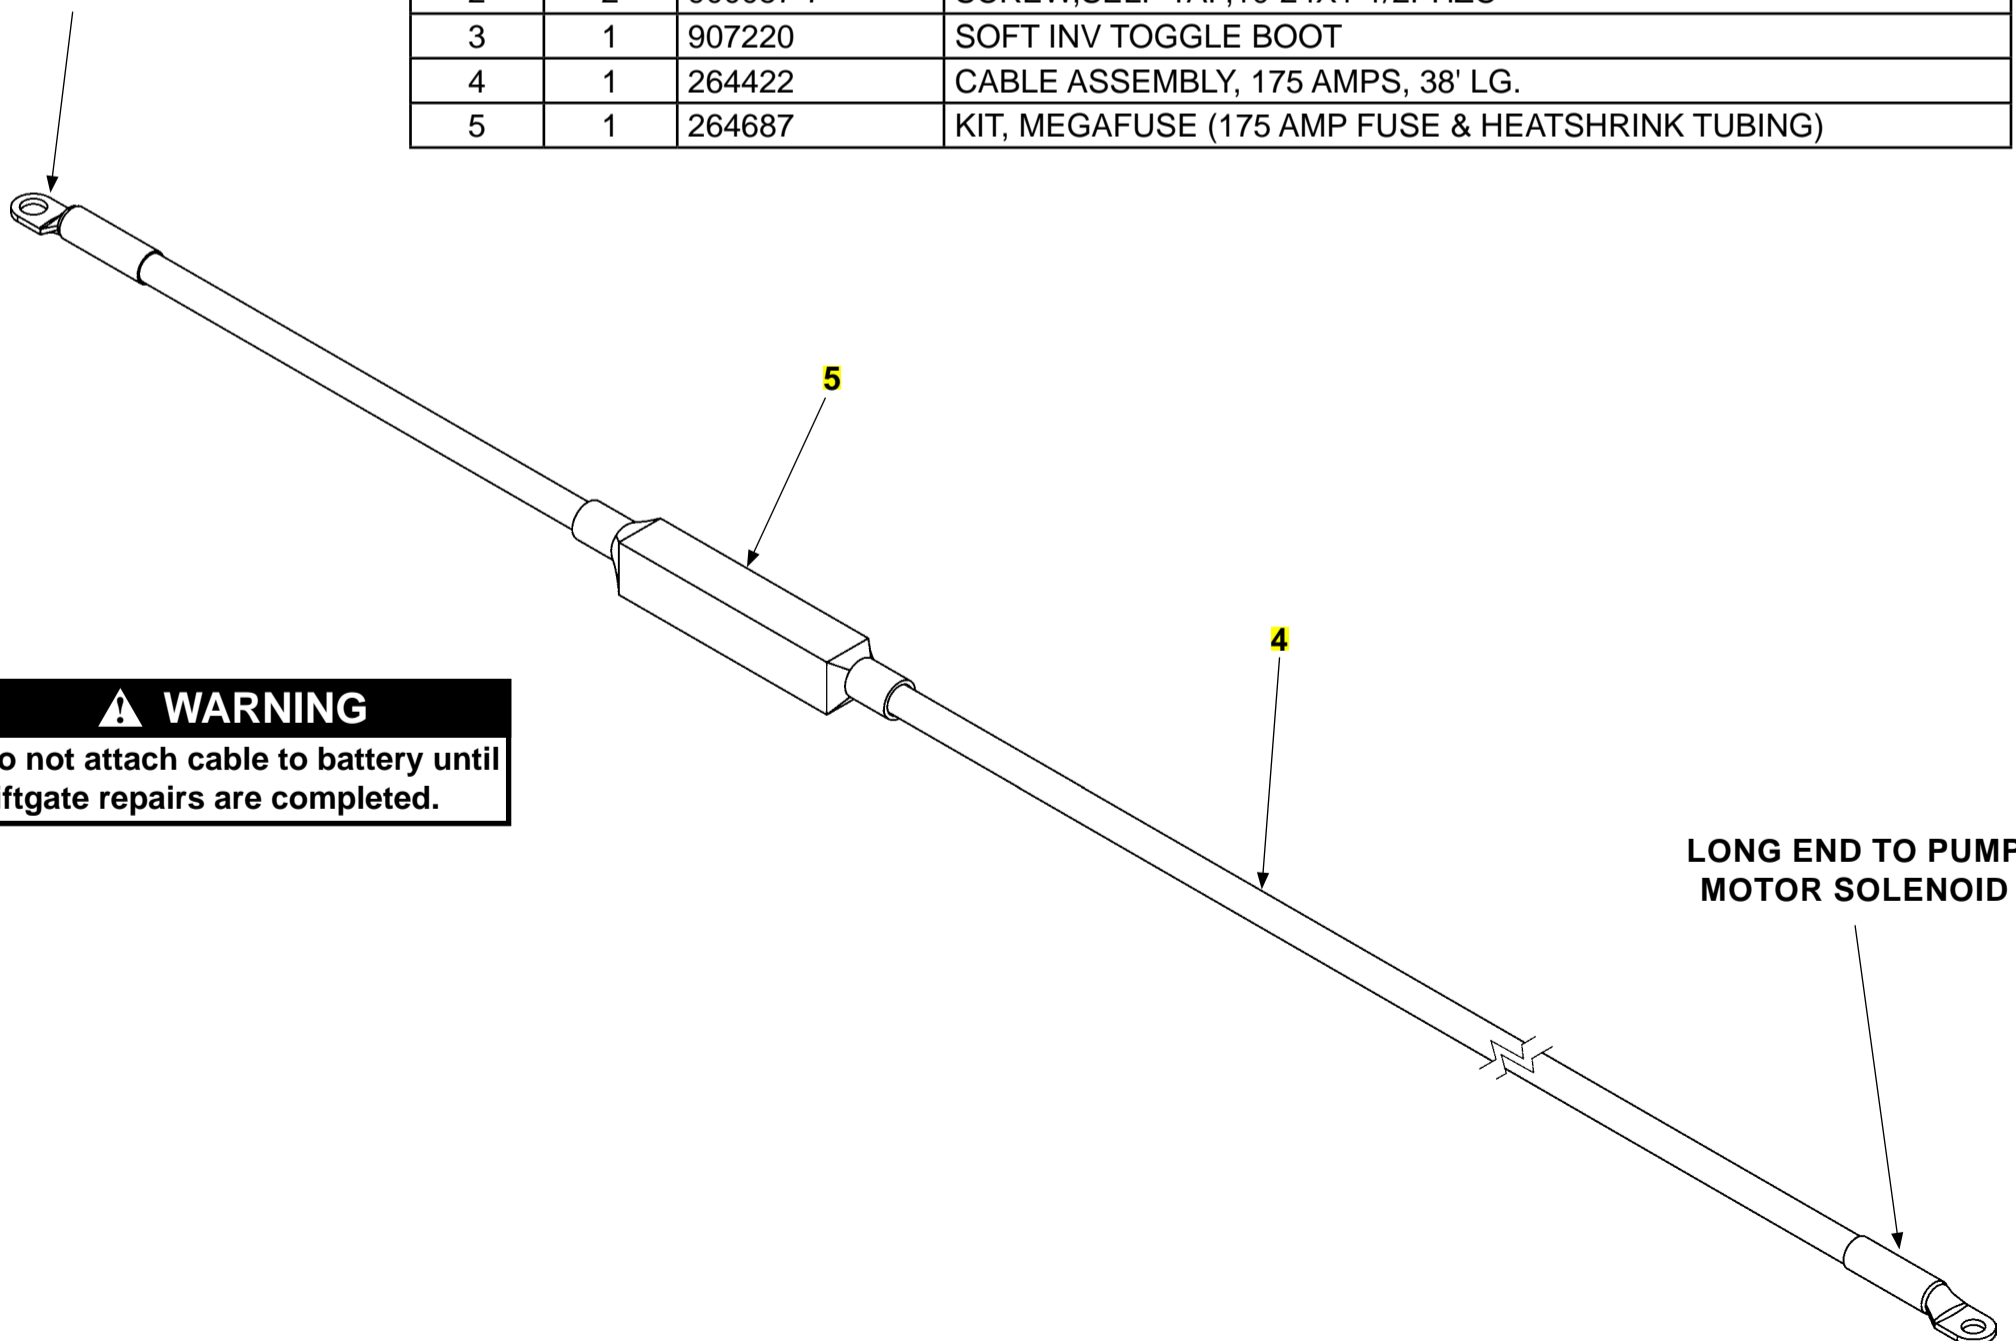 3 1 907220 SOFT INV TOGGLE BOOT
4 1 264422 CABLE ASSEMBLY, 175 AMPS, 38' LG.
5 1 264687 KIT, MEGAFUSE (175 AMP FUSE & HEATSHRINK TUBING)
5
4
WARNING
o not attach cable to battery until
iftgate repairs are completed.
LONG END TO PUMP
MOTOR SOLENOID